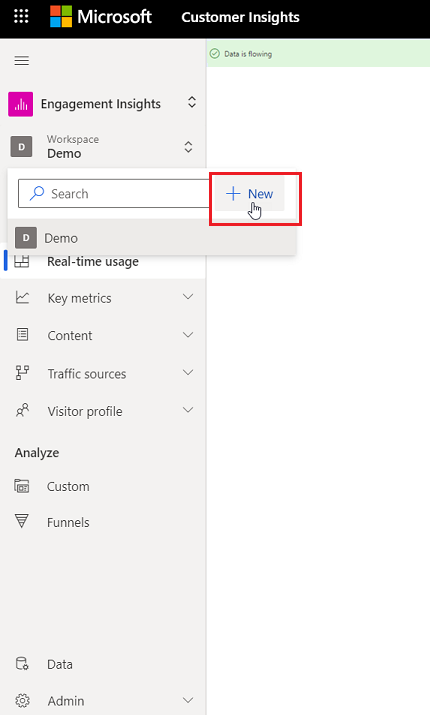 Microsoft Customer Insights
Data is flowing
Engagement Insights
Workspace
D Demo
Search + New
D Demo
Real-time usage
Key metrics
Content
Traffic sources
Visitor profile
Analyze
Custom
Funnels
Data
Admin